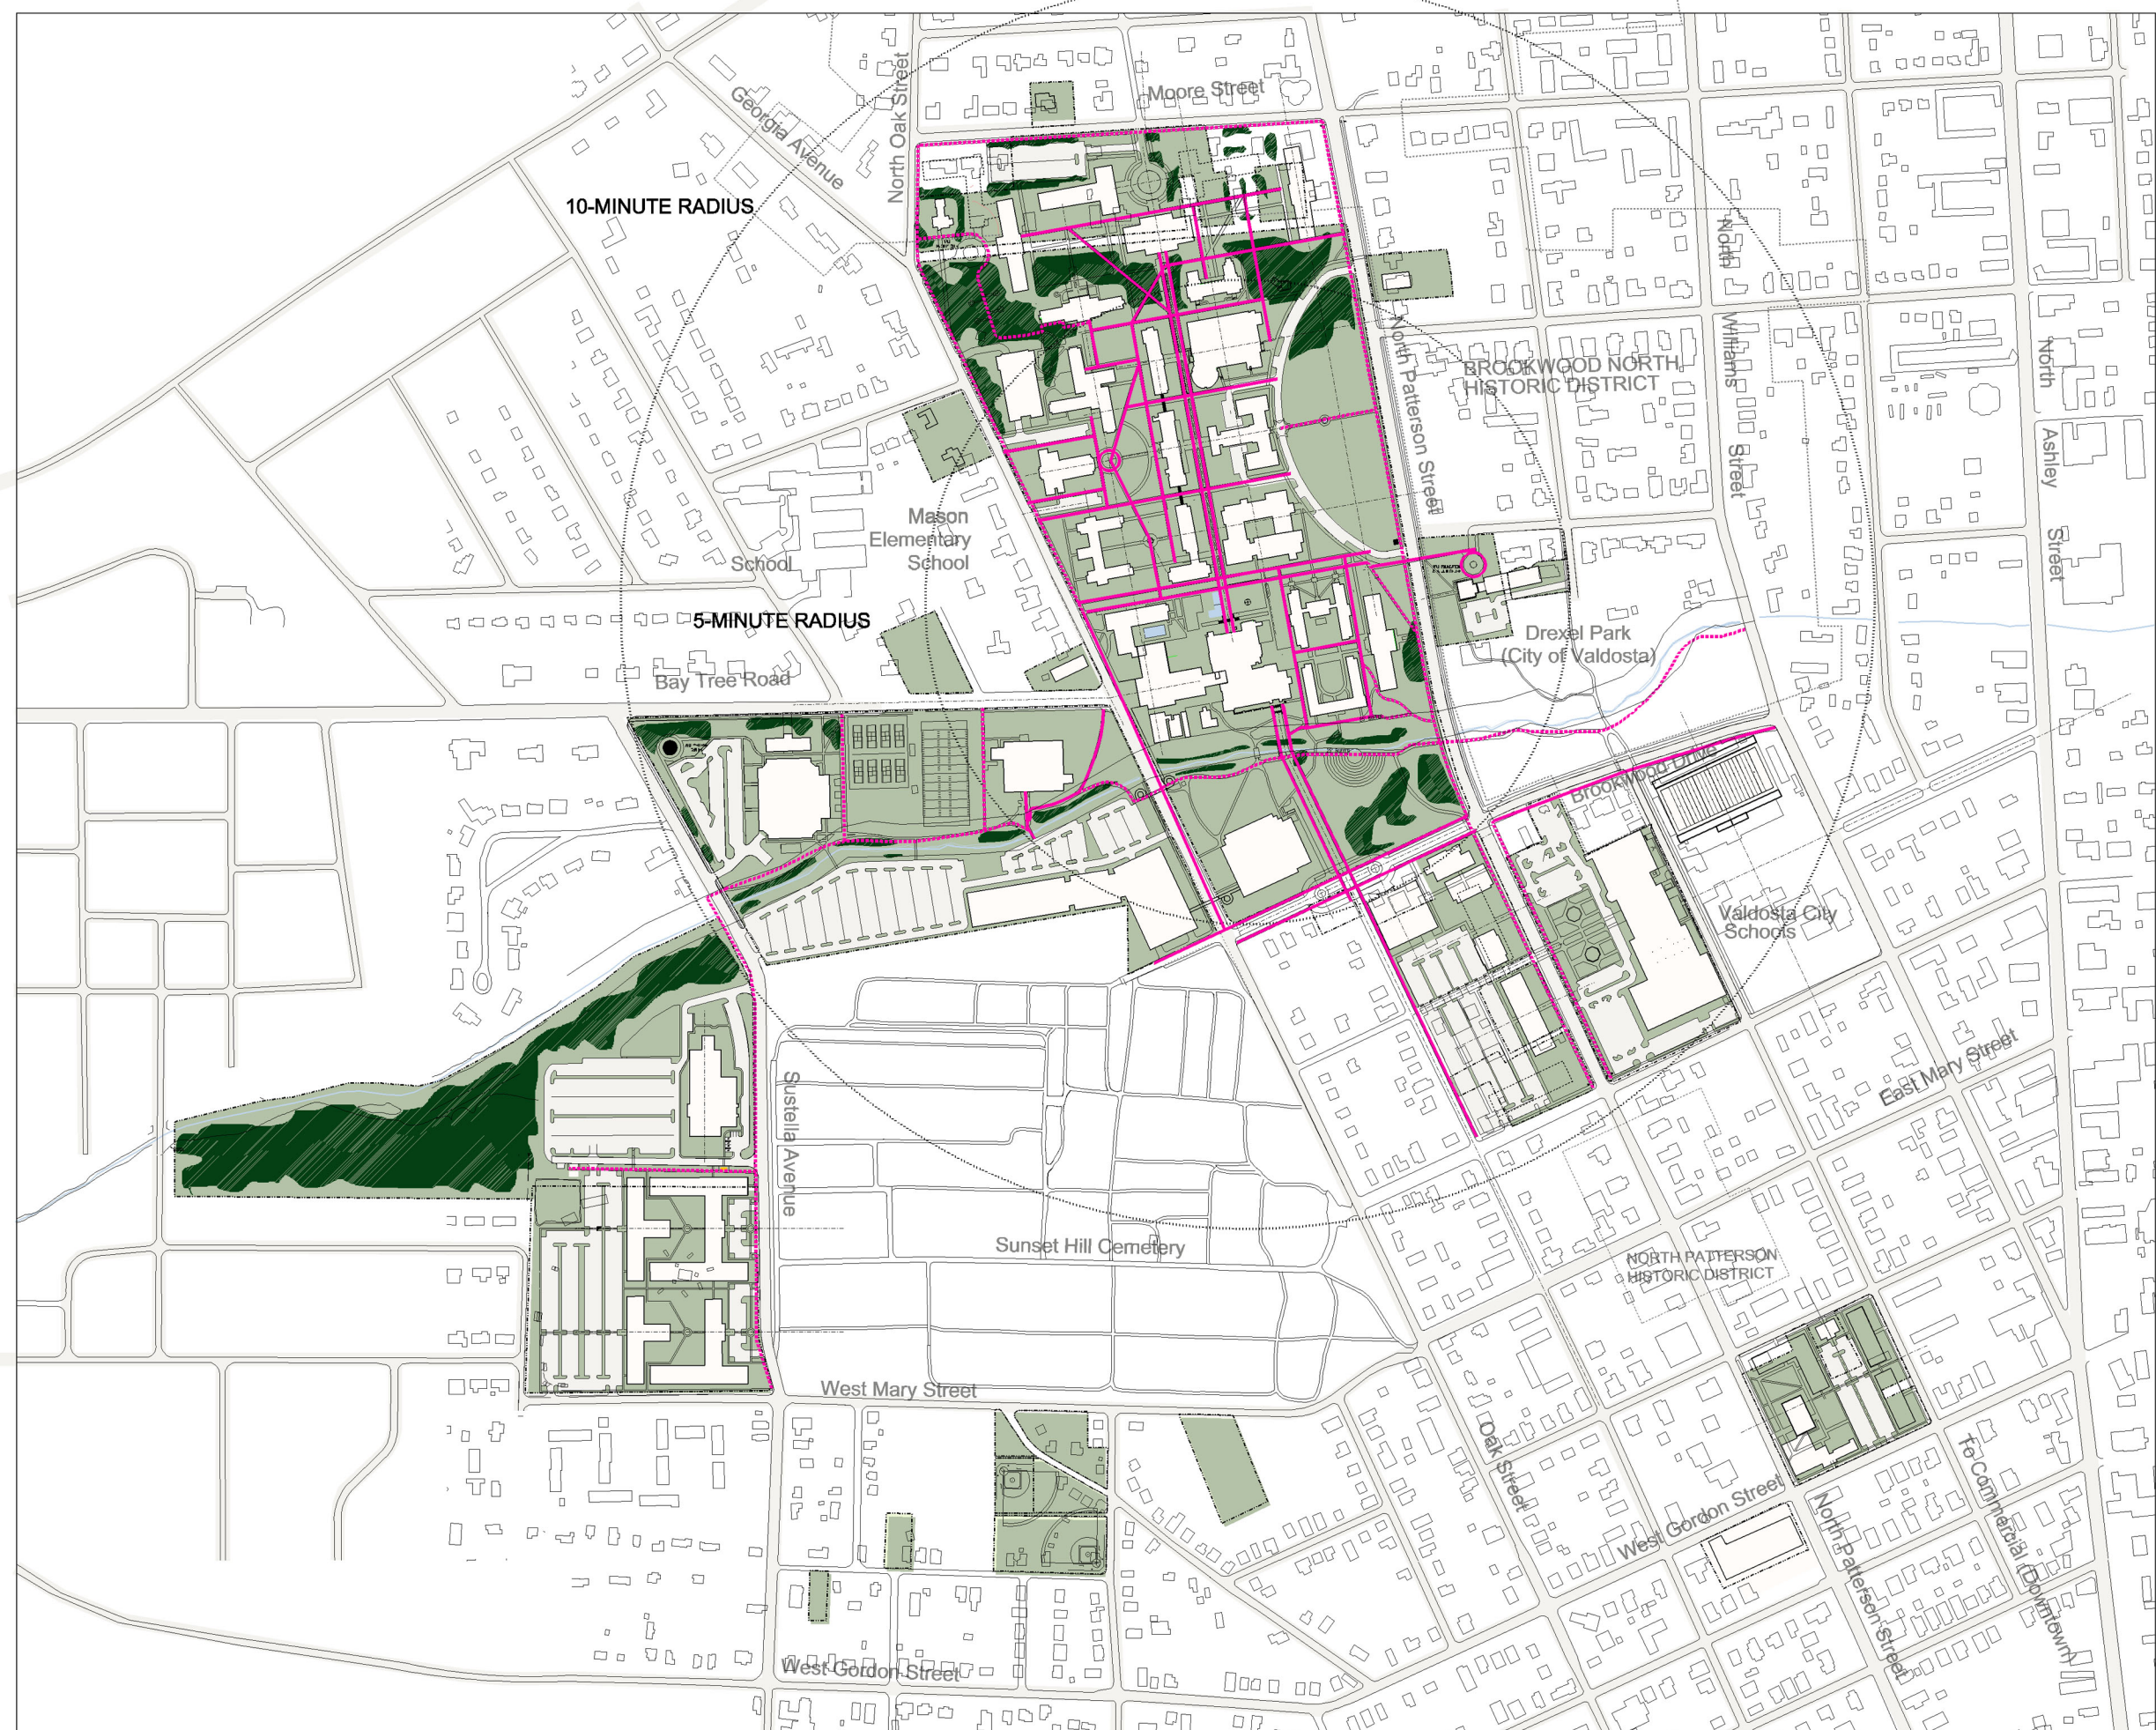 Moore Street
North Oak Street
Georgia Avenue
10-MINUTE RADIUS
North
Williams
Street
North Patterson Street
BROOKWOOD NORTH
HISTORIC DISTRICT
North
Ashley
Street
Mason
Elementary
School
School
5-MINUTE RADIUS
Drexel Park
(City of Valdosta)
Bay Tree Road
Brookwood Drive
Valdosta City
Schools
East Mary Street
Sustella Avenue
Sunset Hill Cemetery
NORTH PATTERSON
HISTORIC DISTRICT
West Mary Street
Oak Street
West Gordon Street
North Patterson Street
To Commercial (Downtown)
West Gordon Street